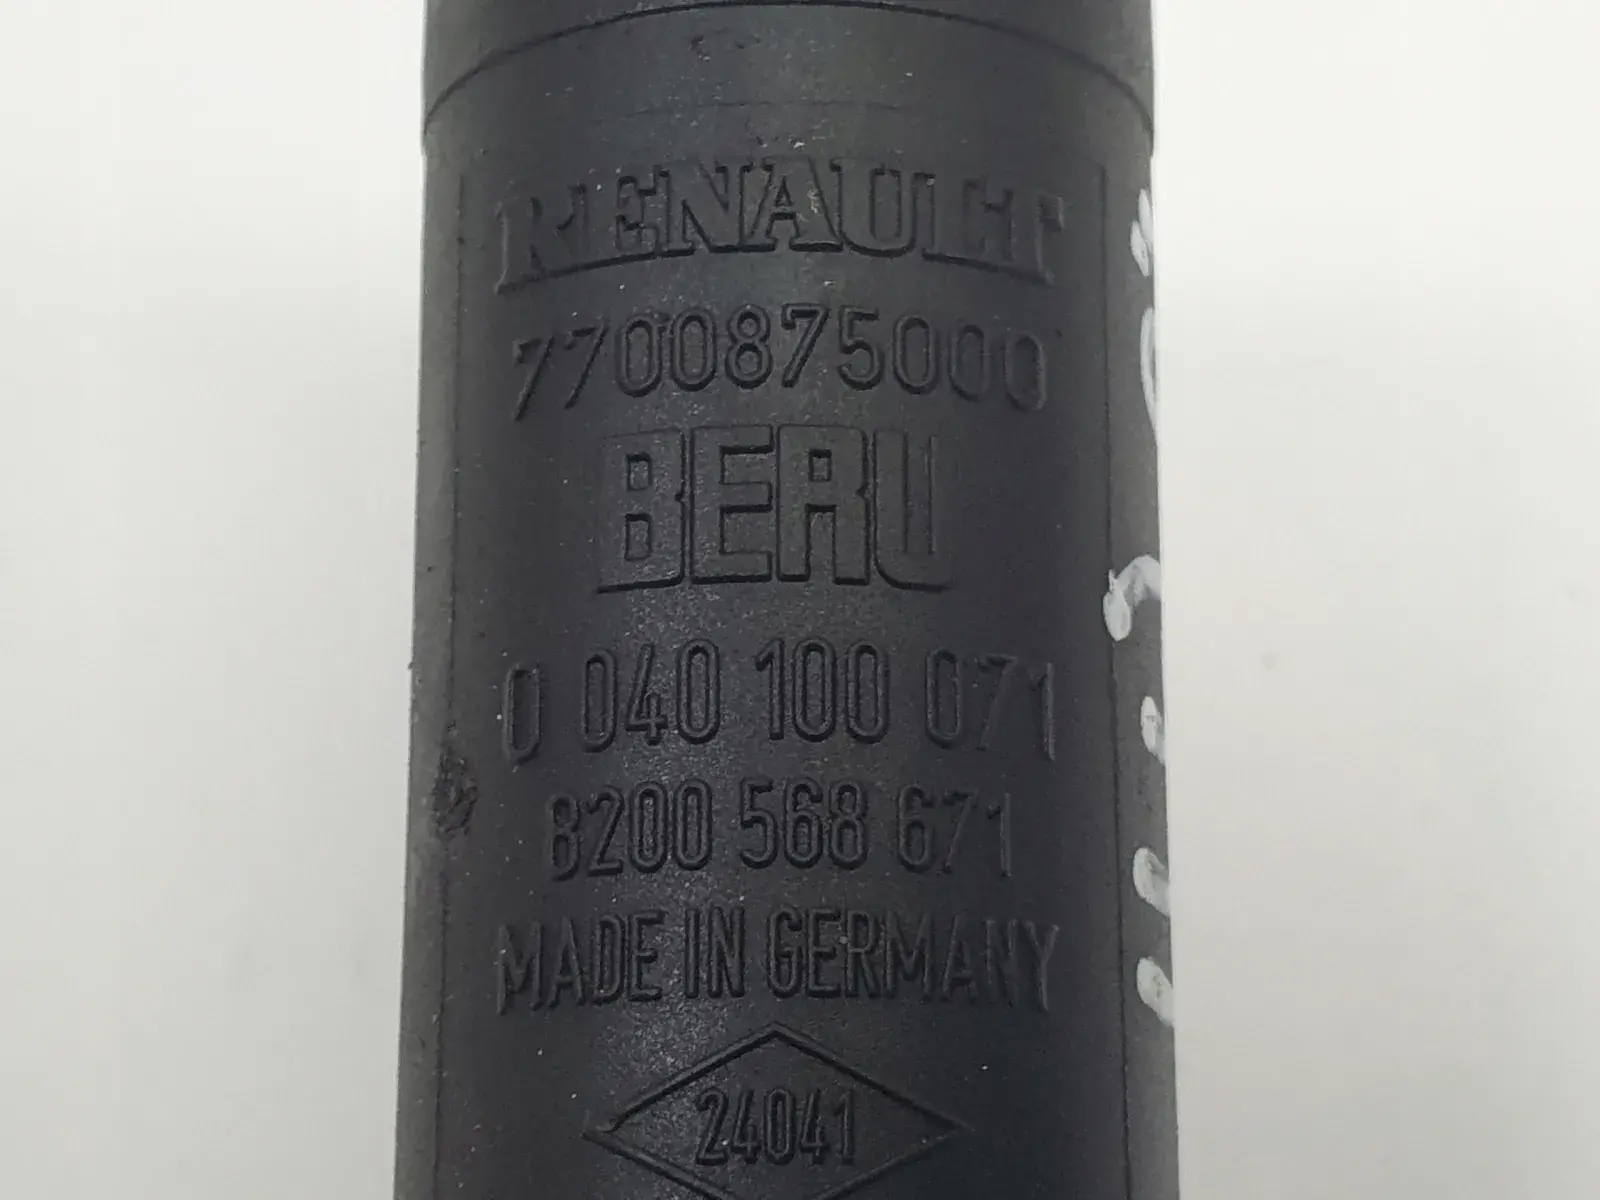 RENAULT
7700875000
BERU
0 040 100 071
8200 568 671
MADE IN GERMANY
24041